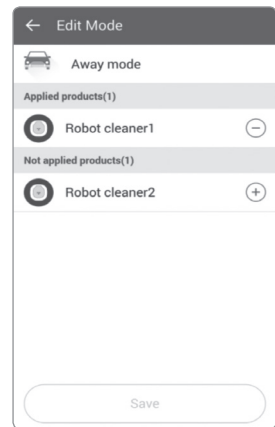 Edit Mode
Away mode
Applied products(1)
Robot cleaner1
Not applied products(1)
Robot cleaner2
Save